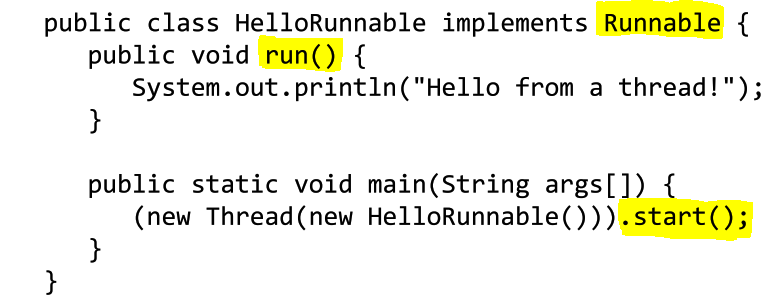 public class HelloRunnable implements Runnable {
public void run() {
System.out.println("Hello from a thread!");
}
public static void main(String args[]) {
(new Thread(new HelloRunnable())).start();
}
}